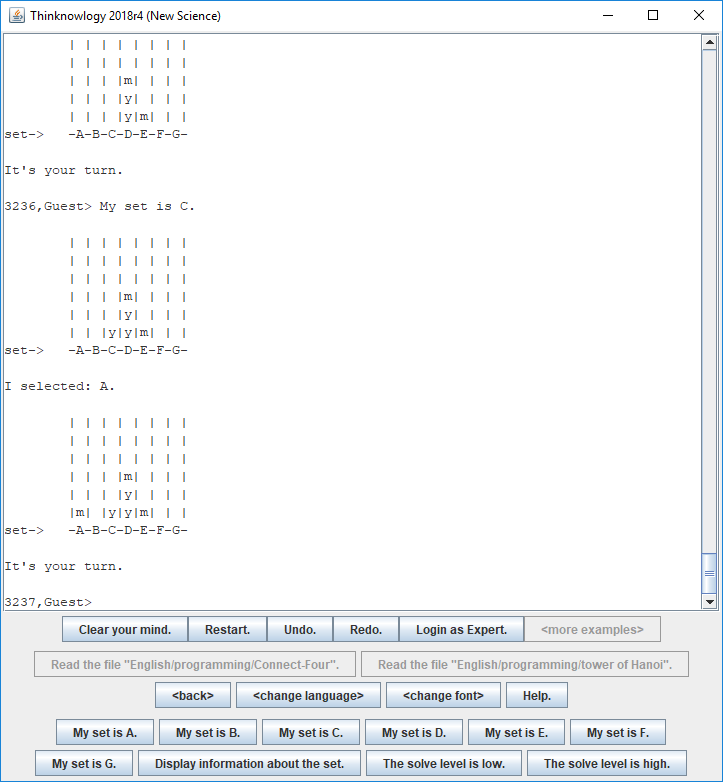 Thinknowlogy 2018r4 (New Science)
| | | | | | | |
| | | | | | | |
| | | |m| | | |
| | | |y| | | |
| | | |y|m| | |
set-> -A-B-C-D-E-F-G-
It's your turn.
3236,Guest> My set is C.
| | | | | | | |
| | | | | | | |
| | | | | | | |
| | | |m| | | |
| | | |y| | | |
| | |y|y|m| | |
set-> -A-B-C-D-E-F-G-
I selected: A.
| | | | | | | |
| | | | | | | |
| | | | | | | |
| | | |m| | | |
| | | |y| | | |
|m| |y|y|m| | |
set-> -A-B-C-D-E-F-G-
It's your turn.
3237,Guest>
Clear your mind. Restart. Undo. Redo. Login as Expert. <more examples>
Read the file "English/programming/Connect-Four". Read the file "English/programming/tower of Hanoi".
<back> <change language> <change font> Help.
My set is A. My set is B. My set is C. My set is D. My set is E. My set is F.
My set is G. Display information about the set. The solve level is low. The solve level is high.